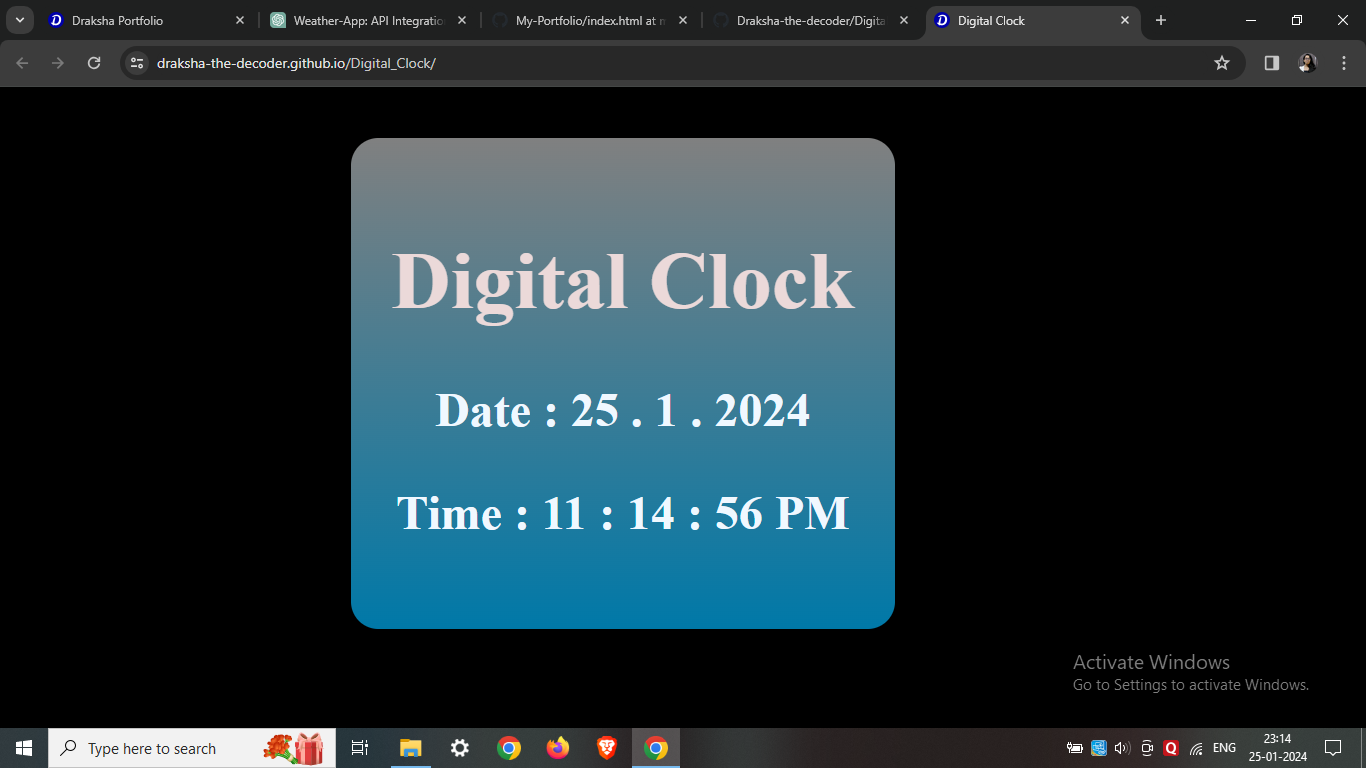 Draksha Portfolio
Weather-App: API Integratio
My-Portfolio/index.html at m
Draksha-the-decoder/Digita
Digital Clock
draksha-the-decoder.github.io/Digital_Clock/
Digital Clock
Date : 25 . 1 . 2024
Time : 11 : 14 : 56 PM
Activate Windows
Go to Settings to activate Windows.
Type here to search
ENG
23:14
25-01-2024